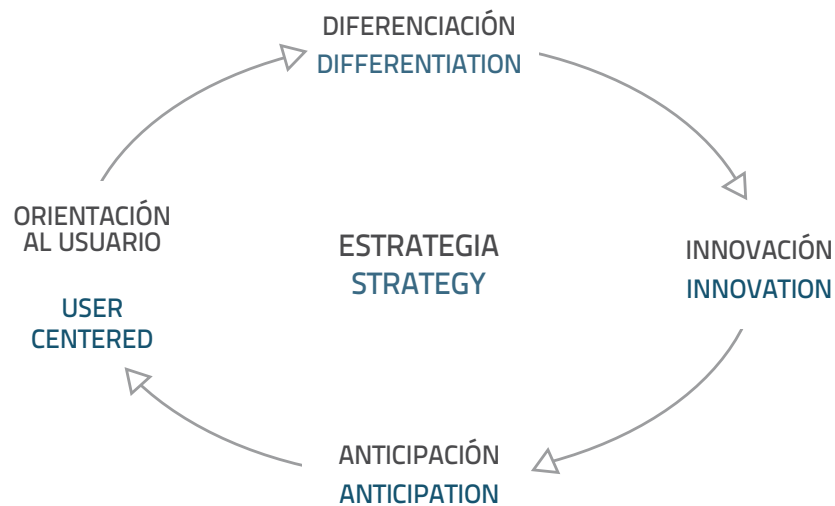 DIFERENCIACIÓN
DIFFERENTIATION
ORIENTACIÓN
AL USUARIO
USER
CENTERED
ESTRATEGIA
STRATEGY
INNOVACIÓN
INNOVATION
ANTICIPACIÓN
ANTICIPATION